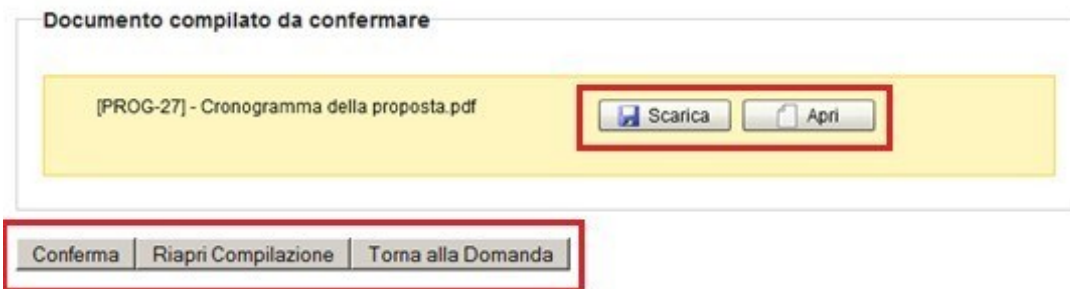 Documento compilato da confermare
[PROG-27] - Cronogramma della proposta.pdf Scarica Apri
Conferma Riapri Compilazione Torna alla Domanda